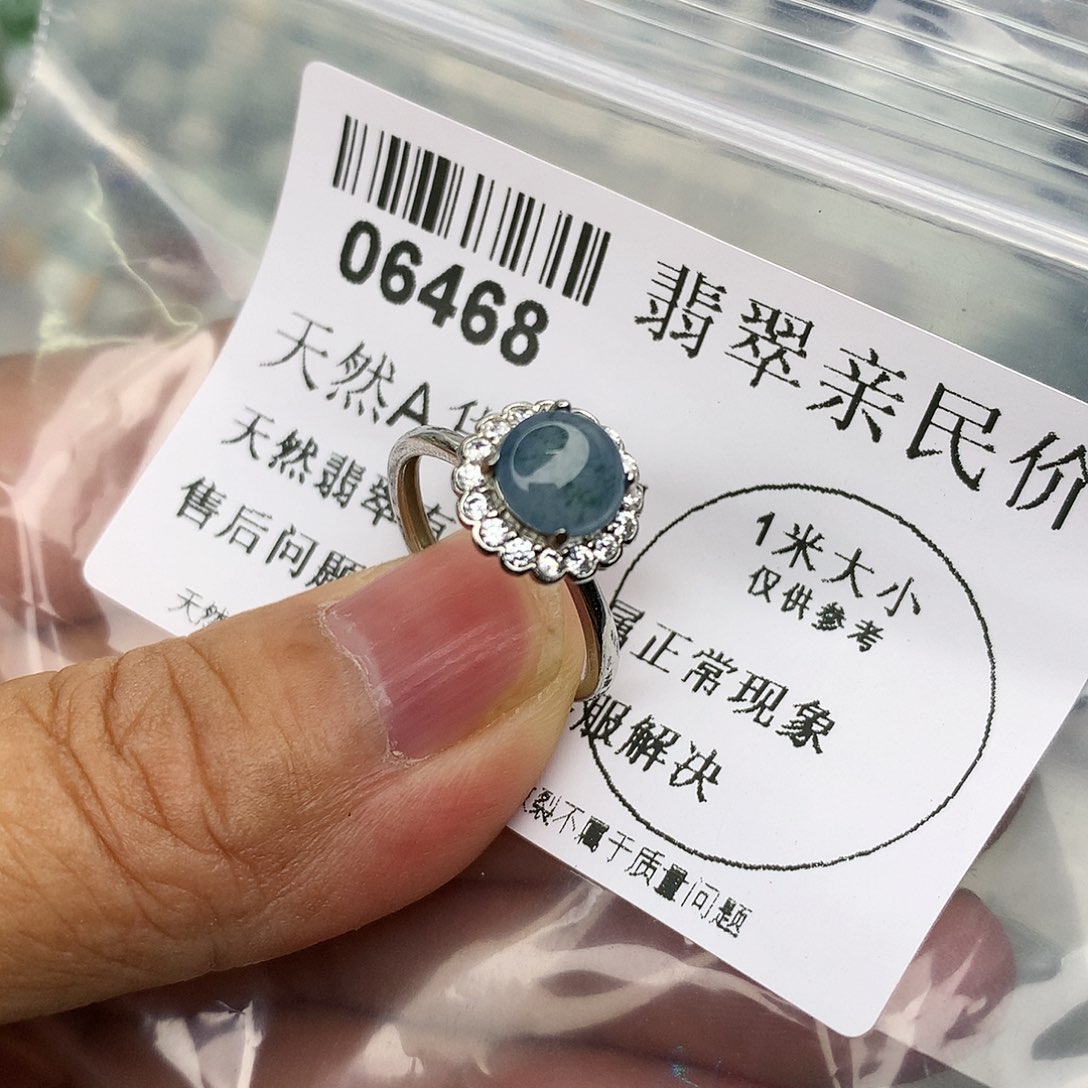 06468
翡翠亲民价
天然A
天然翡翠
售后问题
天然
1米大小
仅供参考
属正常现象
服解决
裂不属于质量问题